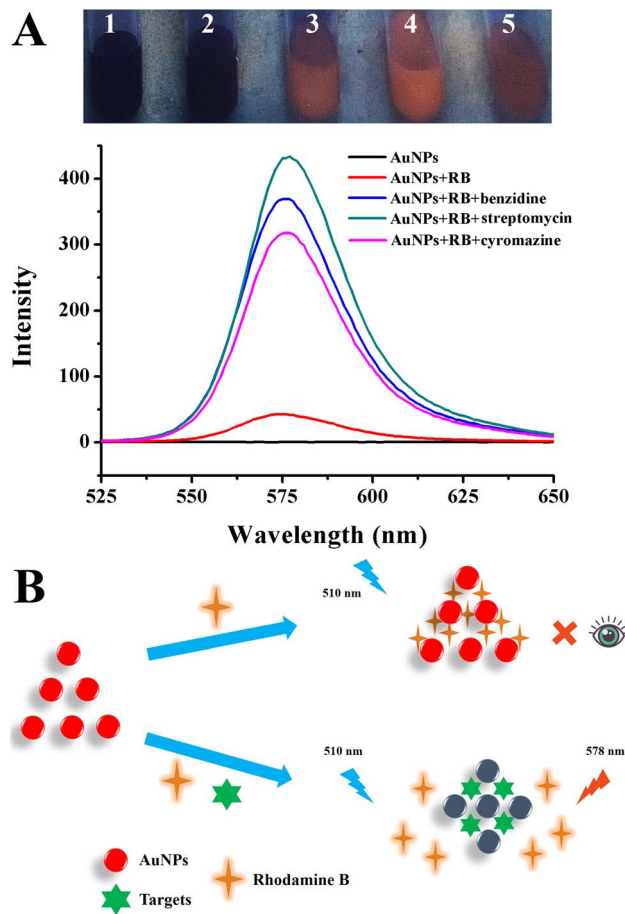 A
1 2 3 4 5
AuNPs
AuNPs+RB
AuNPs+RB+benzidine
AuNPs+RB+streptomycin
AuNPs+RB+cyromazine
Intensity
400
300
200
100
0
525 550 575 600 625 650
Wavelength (nm)
B
510 nm
510 nm
578 nm
AuNPs
Targets
Rhodamine B